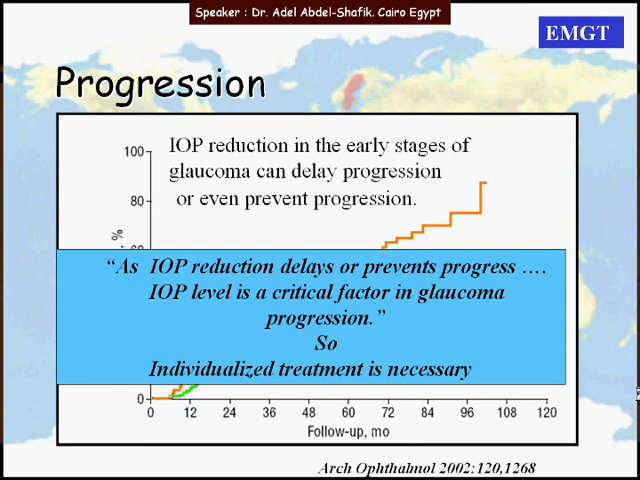 Speaker : Dr. Adel Abdel-Shafik. Cairo Egypt
EMGT
Progression
IOP reduction in the early stages of
glaucoma can delay progression
or even prevent progression.
100
80
%
“As IOP reduction delays or prevents progress ….
IOP level is a critical factor in glaucoma
progression.”
So
Individualized treatment is necessary
0
0 12 24 36 48 60 72 84 96 108 120
Follow-up, mo
Arch Ophthalmol 2002:120,1268